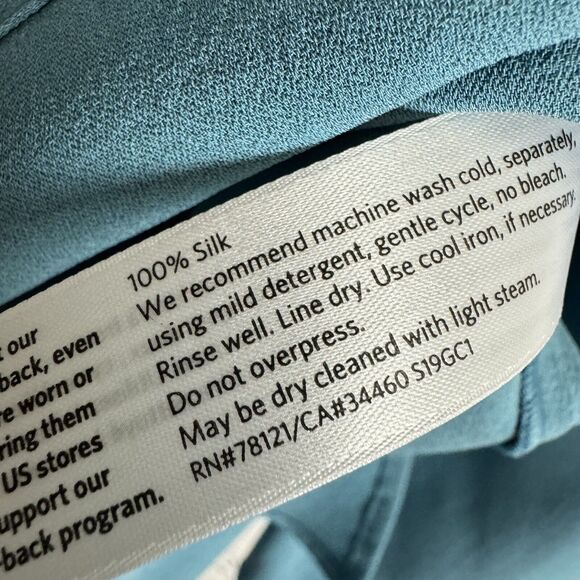 100% Silk
We recommend machine wash cold, separately,
using mild detergent, gentle cycle, no bleach.
Rinse well. Line dry. Use cool iron, if necessary.
Do not overpress.
May be dry cleaned with light steam.
RN#78121/CA#34460 S19GC1
our
back, even
worn or
ring them
US stores
upport our
-back program.